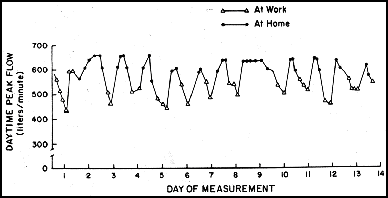 At Work
At Home
DAYTIME PEAK FLOW
(liters/minute)
700
600
500
400
300
0
1 2 3 4 5 6 7 8 9 10 11 12 13 14
DAY OF MEASUREMENT